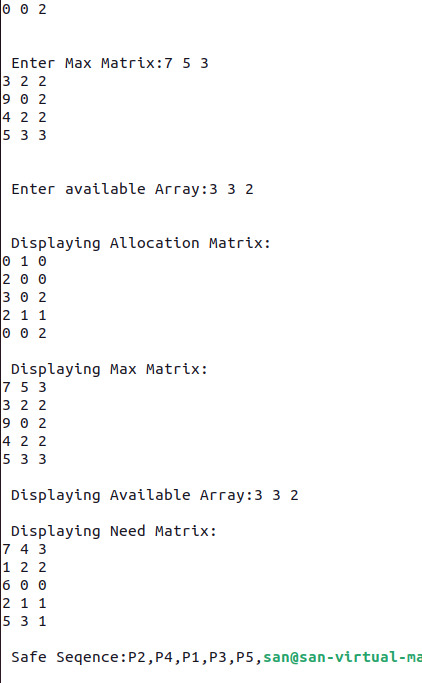 0 0 2
Enter Max Matrix:7 5 3
3 2 2
9 0 2
4 2 2
5 3 3
Enter available Array:3 3 2
Displaying Allocation Matrix:
0 1 0
2 0 0
3 0 2
2 1 1
0 0 2
Displaying Max Matrix:
7 5 3
3 2 2
9 0 2
4 2 2
5 3 3
Displaying Available Array:3 3 2
Displaying Need Matrix:
7 4 3
1 2 2
6 0 0
2 1 1
5 3 1
Safe Seqence:P2,P4,P1,P3,P5,san@san-virtual-ma